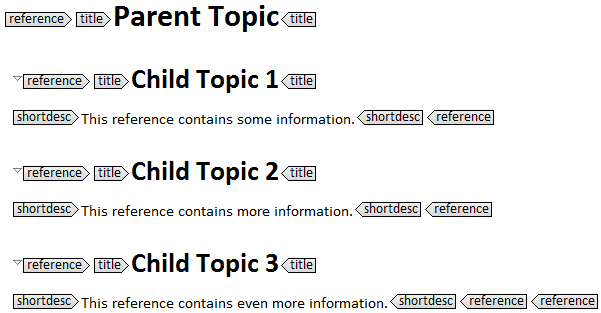 reference title Parent Topic title
reference title Child Topic 1 title
shortdesc This reference contains some information. shortdesc reference
reference title Child Topic 2 title
shortdesc This reference contains more information. shortdesc reference
reference title Child Topic 3 title
shortdesc This reference contains even more information. shortdesc reference reference